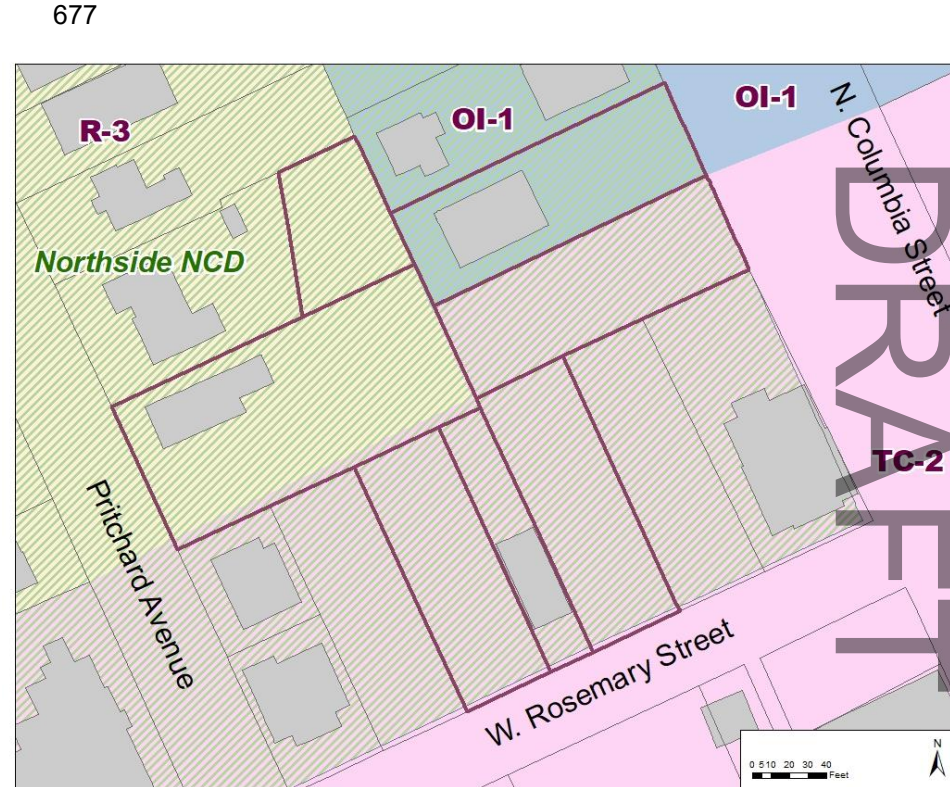 677
R-3
OI-1
OI-1
N. Columbia Street
Northside NCD
DRAFT
TC-2
Pritchard Avenue
W. Rosemary Street
0 5 10 20 30 40
Feet
N